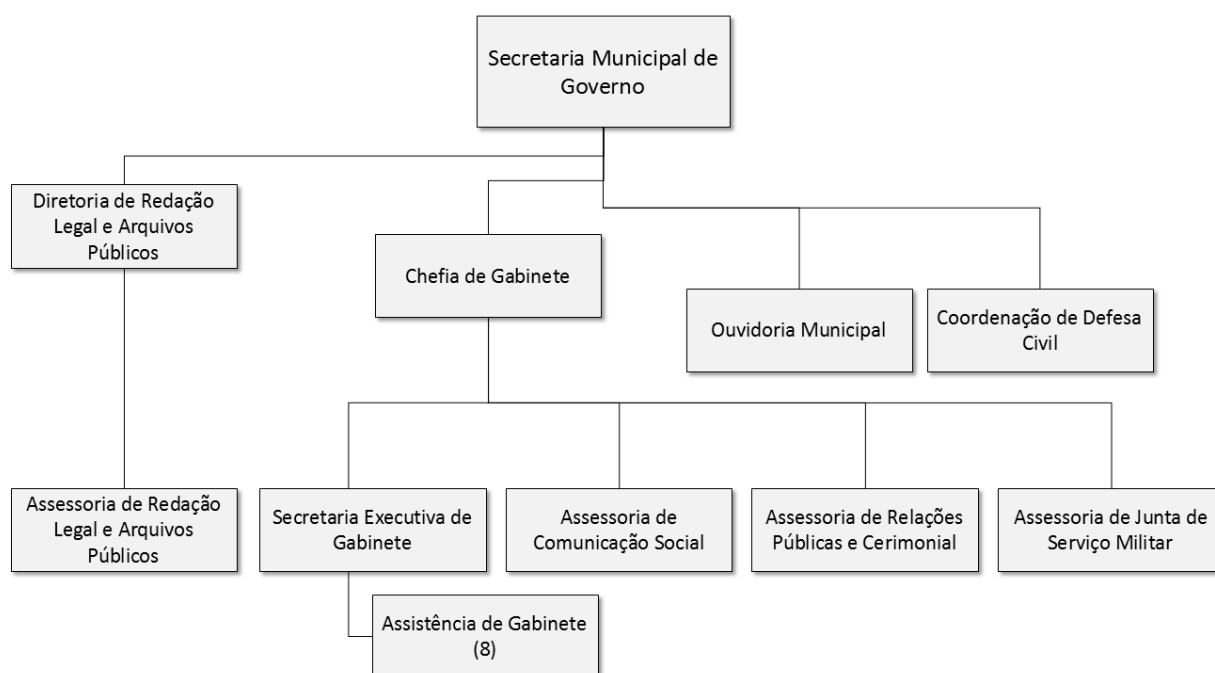 Secretaria Municipal de
Governo
Diretoria de Redação
Legal e Arquivos
Públicos
Chefia de Gabinete
Ouvidoria Municipal
Coordenação de Defesa
Civil
Assessoria de Redação
Legal e Arquivos
Públicos
Secretaria Executiva de
Gabinete
Assessoria de
Comunicação Social
Assessoria de Relações
Públicas e Cerimonial
Assessoria de Junta de
Serviço Militar
Assistência de Gabinete
(8)